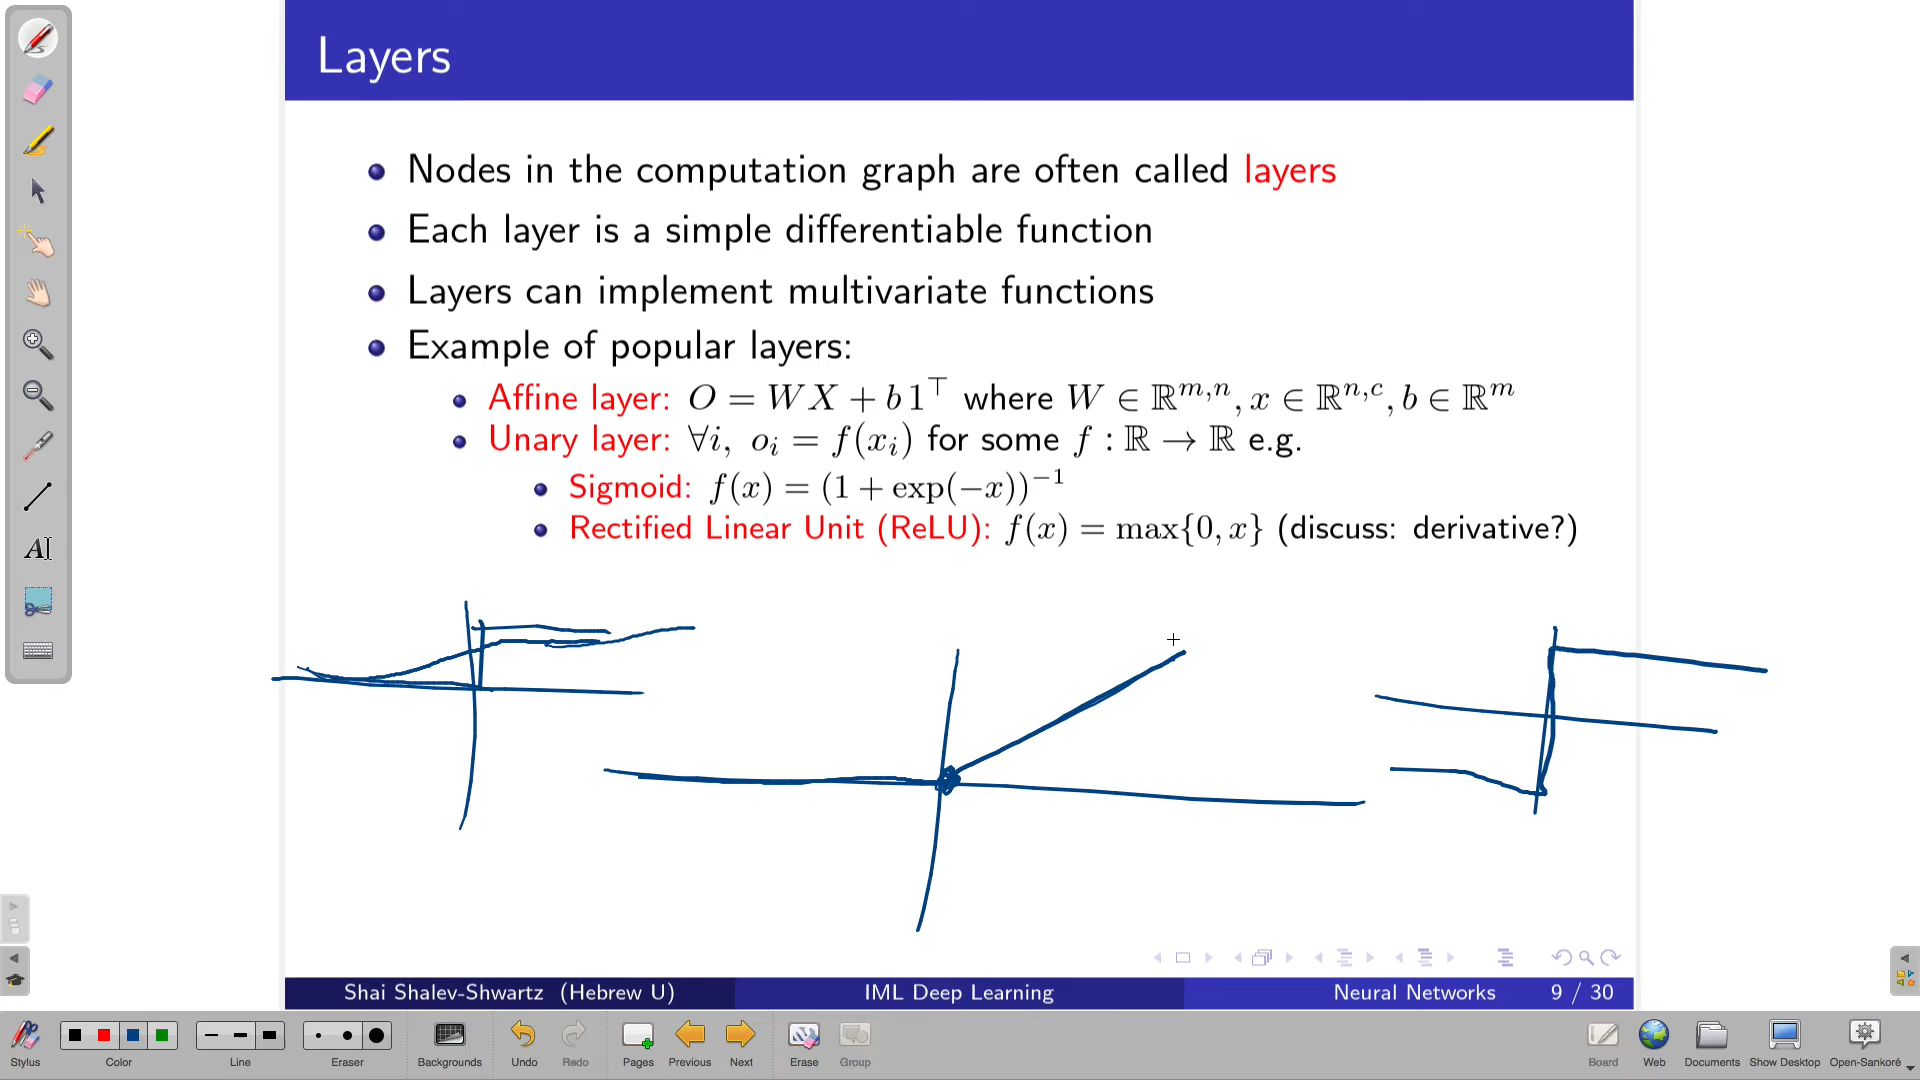 Layers
Nodes in the computation graph are often called layers
Each layer is a simple differentiable function
Layers can implement multivariate functions
Example of popular layers:
Affine layer: O = WX + b 1^⊤ where W ∈ ℝ^{m,n}, x ∈ ℝ^{n,c}, b ∈ ℝ^m
Unary layer: ∀i, o_i = f(x_i) for some f : ℝ → ℝ e.g.
Sigmoid: f(x) = (1 + exp(−x))^{−1}
Rectified Linear Unit (ReLU): f(x) = max{0, x} (discuss: derivative?)
Shai Shalev-Shwartz (Hebrew U) IML Deep Learning Neural Networks 9 / 30
AI
Stylus Color Line Eraser Backgrounds Undo Redo Pages Previous Next Erase Group Board Web Documents Show Desktop Open-Sankoré